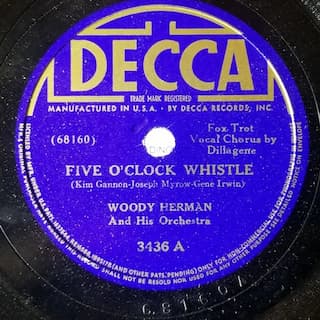 DECCA
TRADE MARK REGISTERED
MANUFACTURED IN U.S.A. · BY DECCA RECORDS, INC.
(68160)
Fox Trot
Vocal Chorus by
Dillagene
FIVE O'CLOCK WHISTLE
(Kim Gannon-Joseph Myrow-Gene Irwin)
WOODY HERMAN
And His Orchestra
3436 A